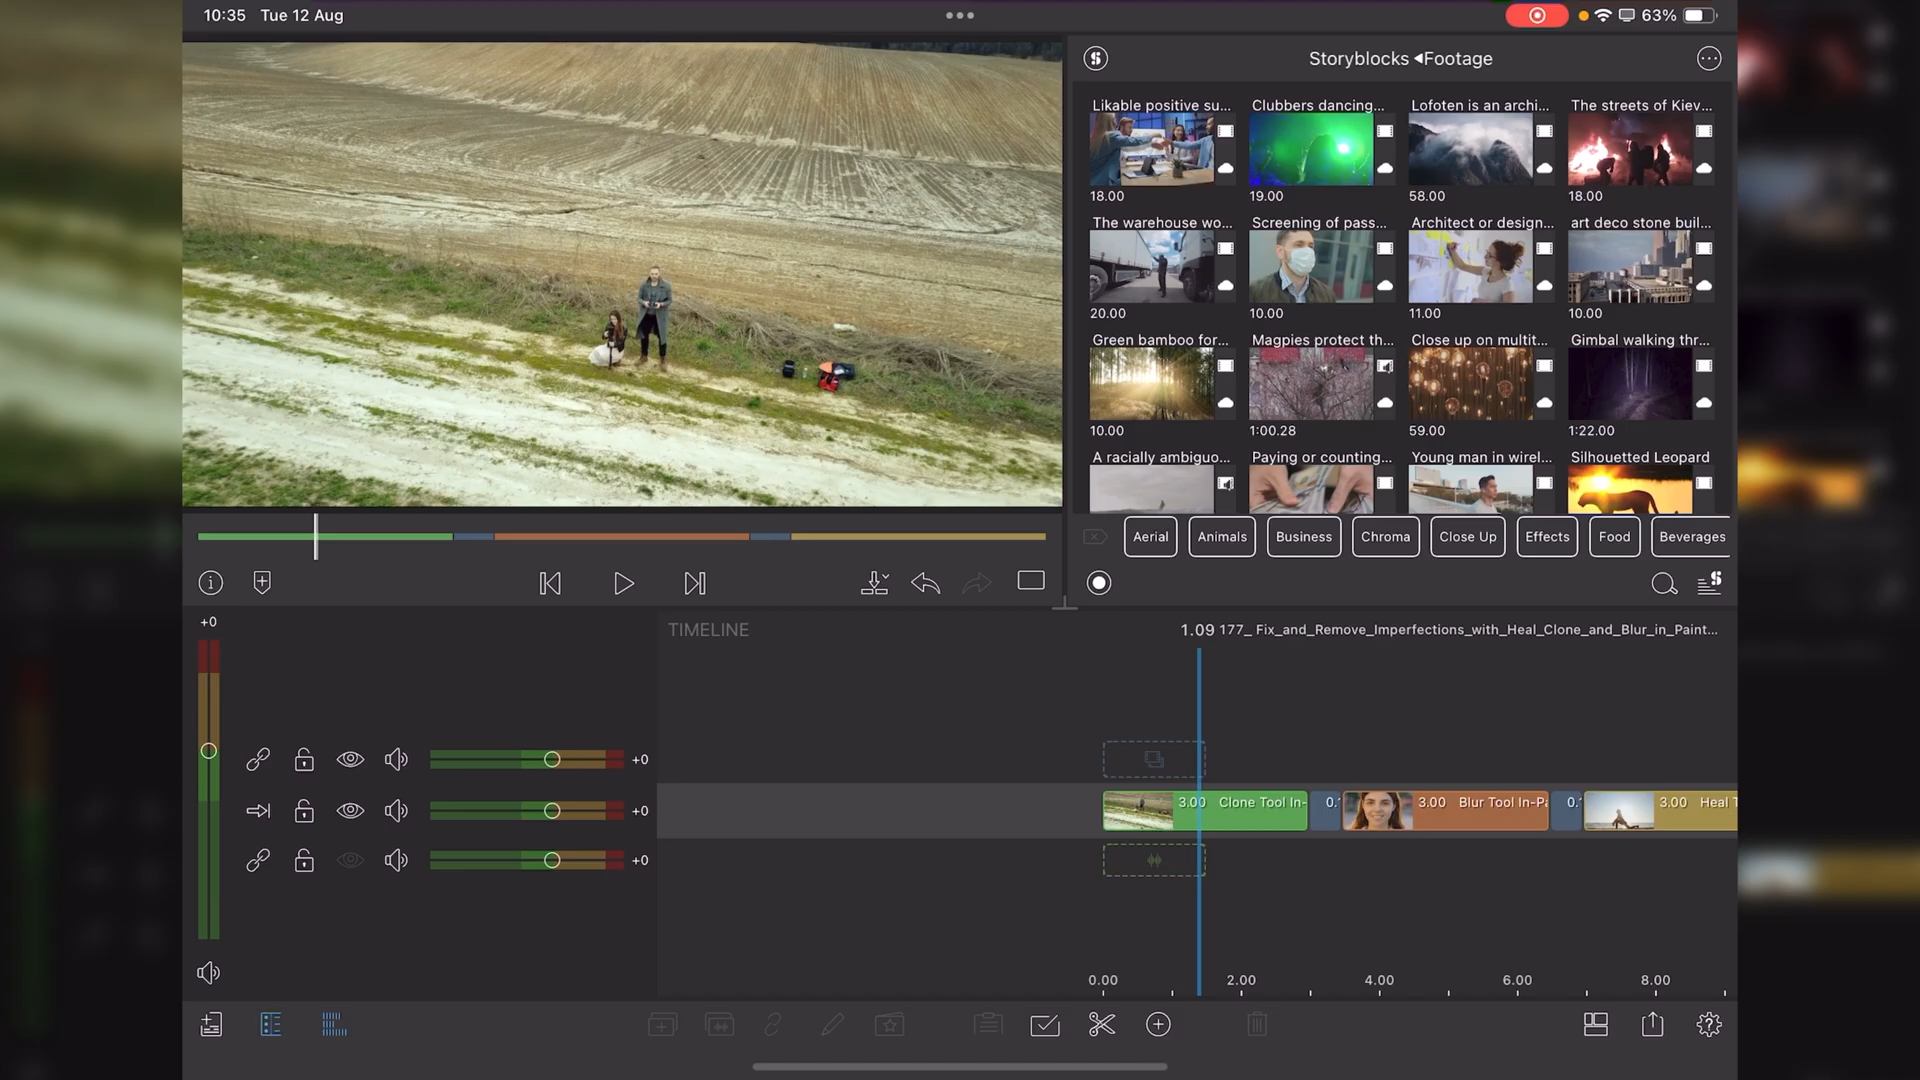 10:35 Tue 12 Aug
63%
Storyblocks ◂Footage
Likable positive su...
Clubbers dancing...
Lofoten is an archi...
The streets of Kiev...
18.00
19.00
58.00
18.00
The warehouse wo...
Screening of pass...
Architect or design...
art deco stone buil...
20.00
10.00
11.00
10.00
Green bamboo for...
Magpies protect th...
Close up on multit...
Gimbal walking thr...
10.00
1:00.28
59.00
1:22.00
A racially ambiguo...
Paying or counting...
Young man in wirel...
Silhouetted Leopard
Aerial
Animals
Business
Chroma
Close Up
Effects
Food
Beverages
+0
TIMELINE
1.09 177_ Fix_and_Remove_Imperfections_with_Heal_Clone_and_Blur_in_Paint...
+0
3.00 Clone Tool In-
0.
3.00 Blur Tool In-Pa
0.
3.00 Heal T
+0
+0
0.00
2.00
4.00
6.00
8.00